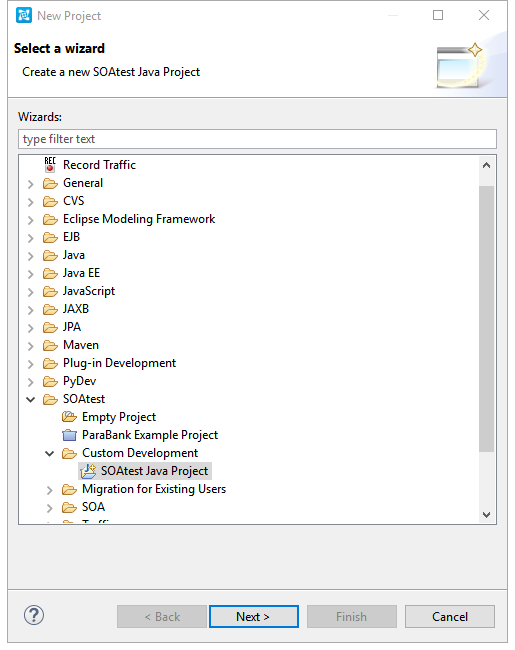 New Project
Select a wizard
Create a new SOAtest Java Project
Wizards:
type filter text
REC Record Traffic
General
CVS
Eclipse Modeling Framework
EJB
Java
Java EE
JavaScript
JAXB
JPA
Maven
Plug-in Development
PyDev
SOAtest
Empty Project
ParaBank Example Project
Custom Development
SOAtest Java Project
Migration for Existing Users
SOA
? < Back Next > Finish Cancel